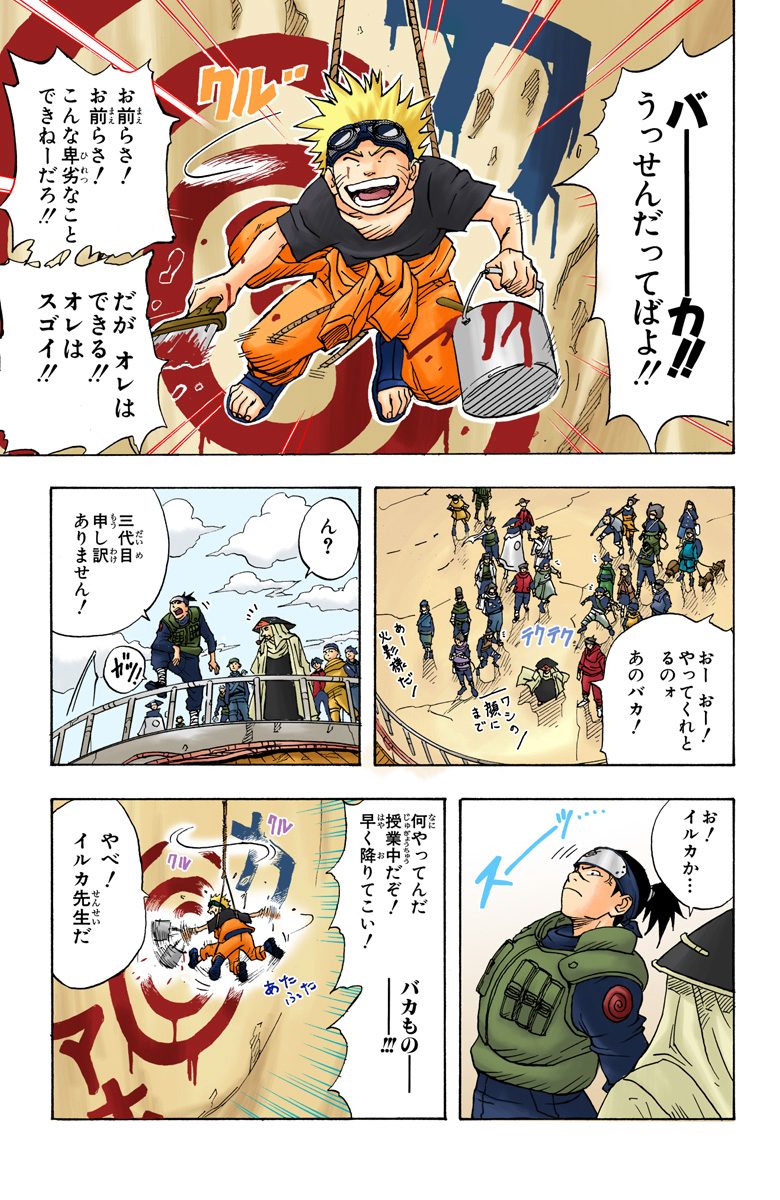 バーーカ!!
うっせんだってばよ!!
クルッ
お前らさ!
お前らさ!
こんな卑劣なこと
できねーだろ!!
だが オレは
できる!!
オレは
スゴイ!!
おー おー!
やってくれと
るのォ
あのバカ!
テクテク
ワシの
顔に
まで
あー
火影様だ!
ん?
三代目
申し訳
ありません!
ガッ!!
お!
イルカか…
スーッ……
何やってんだ
授業中だぞ!
早く降りてこい!
バカものーー!!!
クル
クル
カ
あたふた
やべ!
イルカ先生だ
アホ